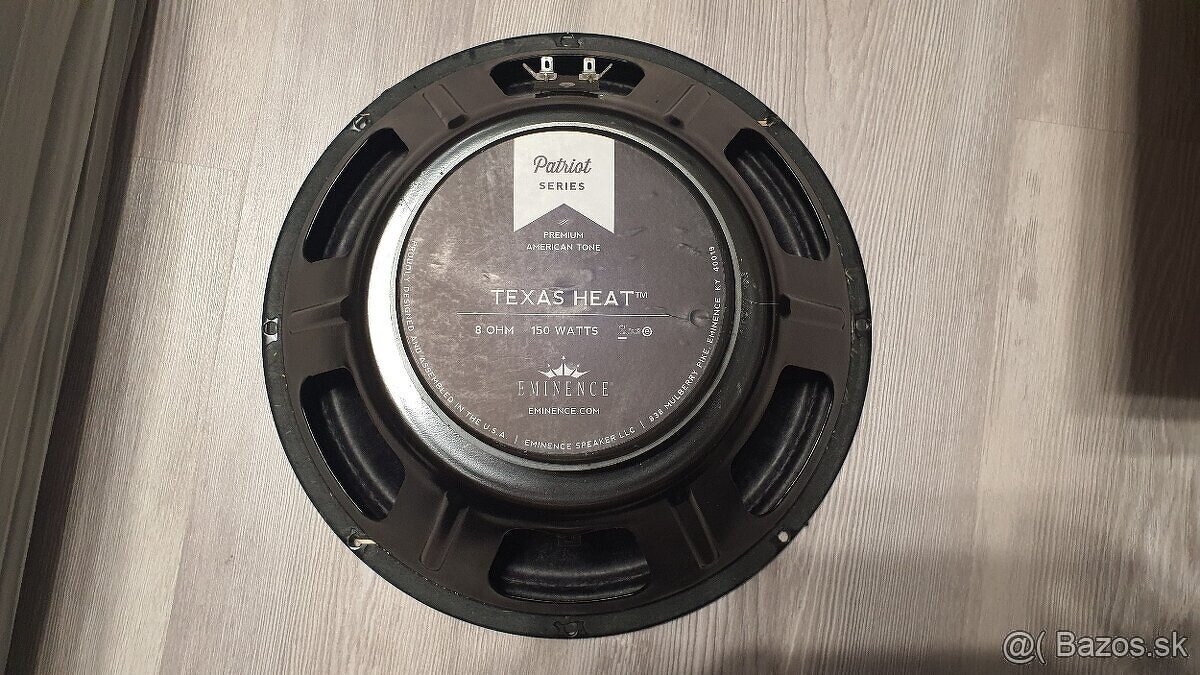 Patriot
SERIES
PREMIUM
AMERICAN TONE
TEXAS HEAT™
8 OHM 150 WATTS
EMINENCE
EMINENCE.COM
PROUDLY DESIGNED AND ASSEMBLED IN THE U.S.A. | EMINENCE SPEAKER LLC | 838 MULBERRY PIKE, EMINENCE KY 40019
@( Bazos.sk